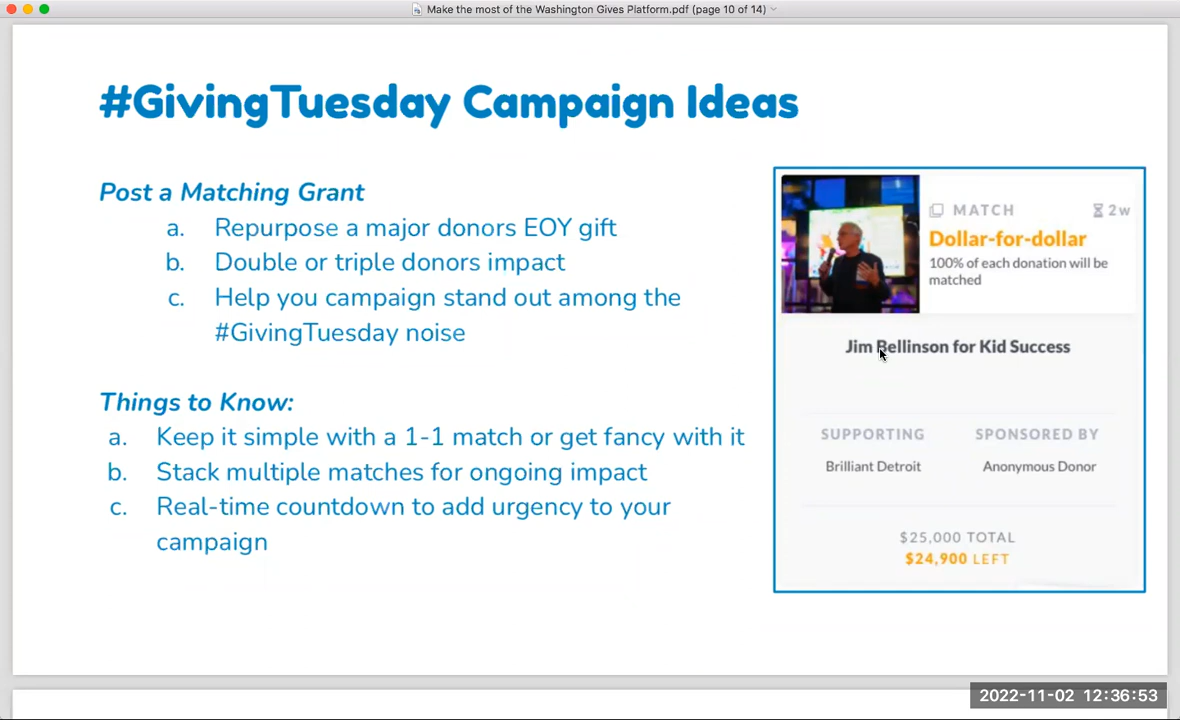 Make the most of the Washington Gives Platform.pdf (page 10 of 14)
#GivingTuesday Campaign Ideas
Post a Matching Grant
a. Repurpose a major donors EOY gift
b. Double or triple donors impact
c. Help you campaign stand out among the
#GivingTuesday noise
Things to Know:
a. Keep it simple with a 1-1 match or get fancy with it
b. Stack multiple matches for ongoing impact
c. Real-time countdown to add urgency to your
campaign
MATCH 2w
Dollar-for-dollar
100% of each donation will be
matched
Jim Bellinson for Kid Success
SUPPORTING SPONSORED BY
Brilliant Detroit Anonymous Donor
$25,000 TOTAL
$24,900 LEFT
2022-11-02 12:36:53